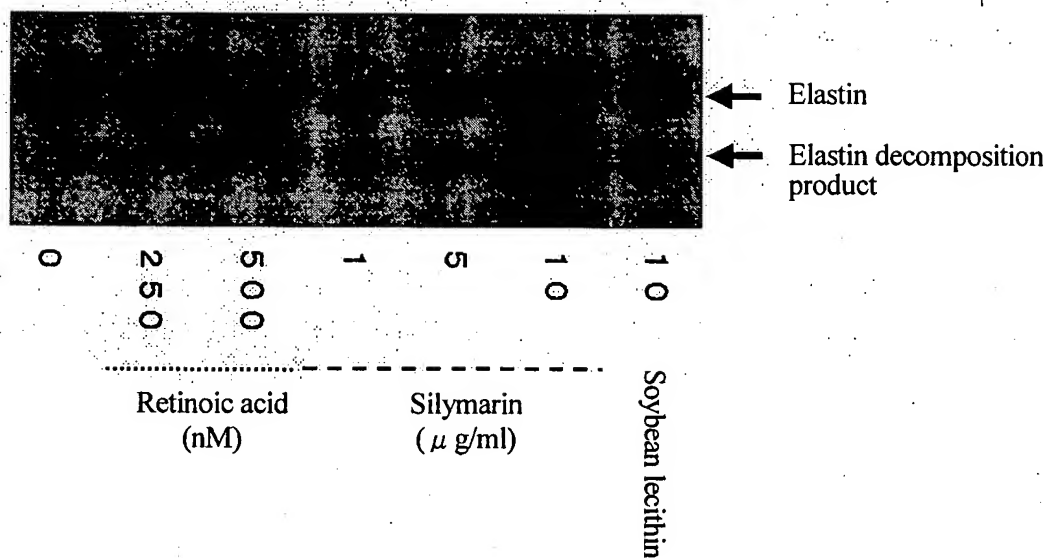 Elastin
Elastin decomposition
product
0
250
500
1
5
10
10
Retinoic acid
(nM)
Silymarin
( μ g/ml)
Soybean lecithin